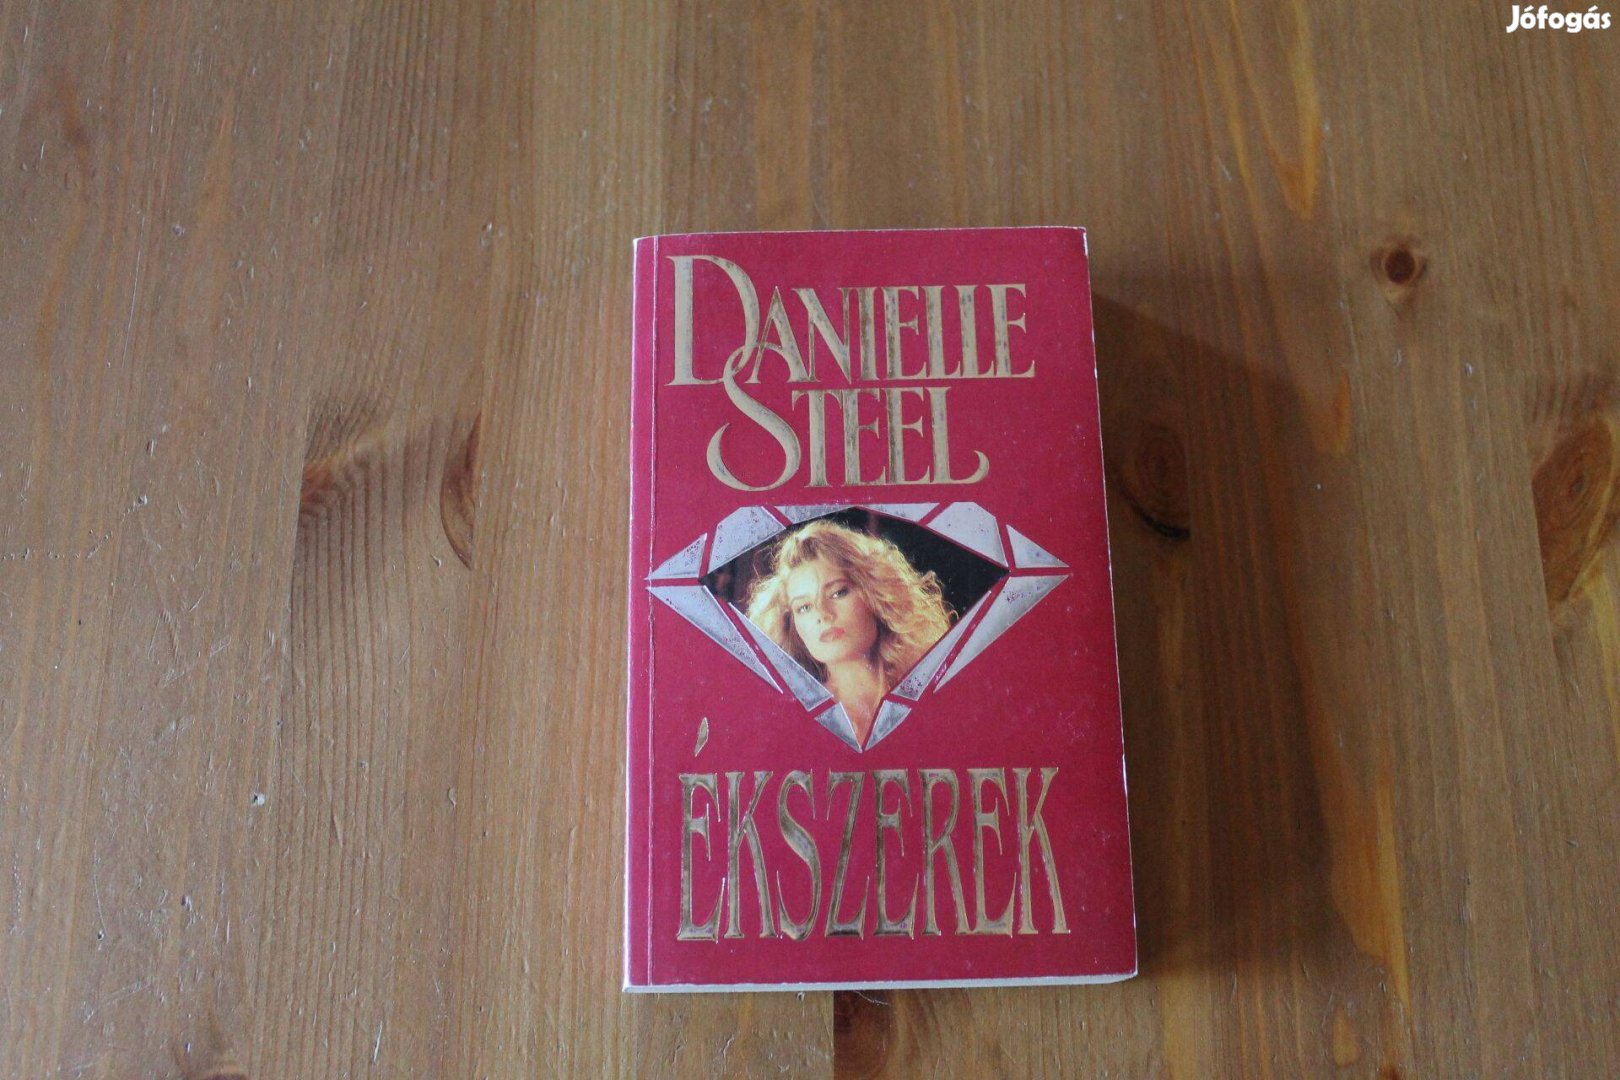 Jófogás
DANIELLE
STEEL
ÉKSZEREK